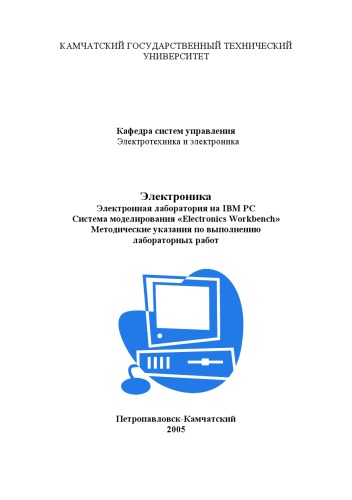 КАМЧАТСКИЙ ГОСУДАРСТВЕННЫЙ ТЕХНИЧЕСКИЙ
УНИВЕРСИТЕТ
Кафедра систем управления
Электротехника и электроника
Электроника
Электронная лаборатория на IBM PC
Система моделирования «Electronics Workbench»
Методические указания по выполнению
лабораторных работ
Петропавловск-Камчатский
2005